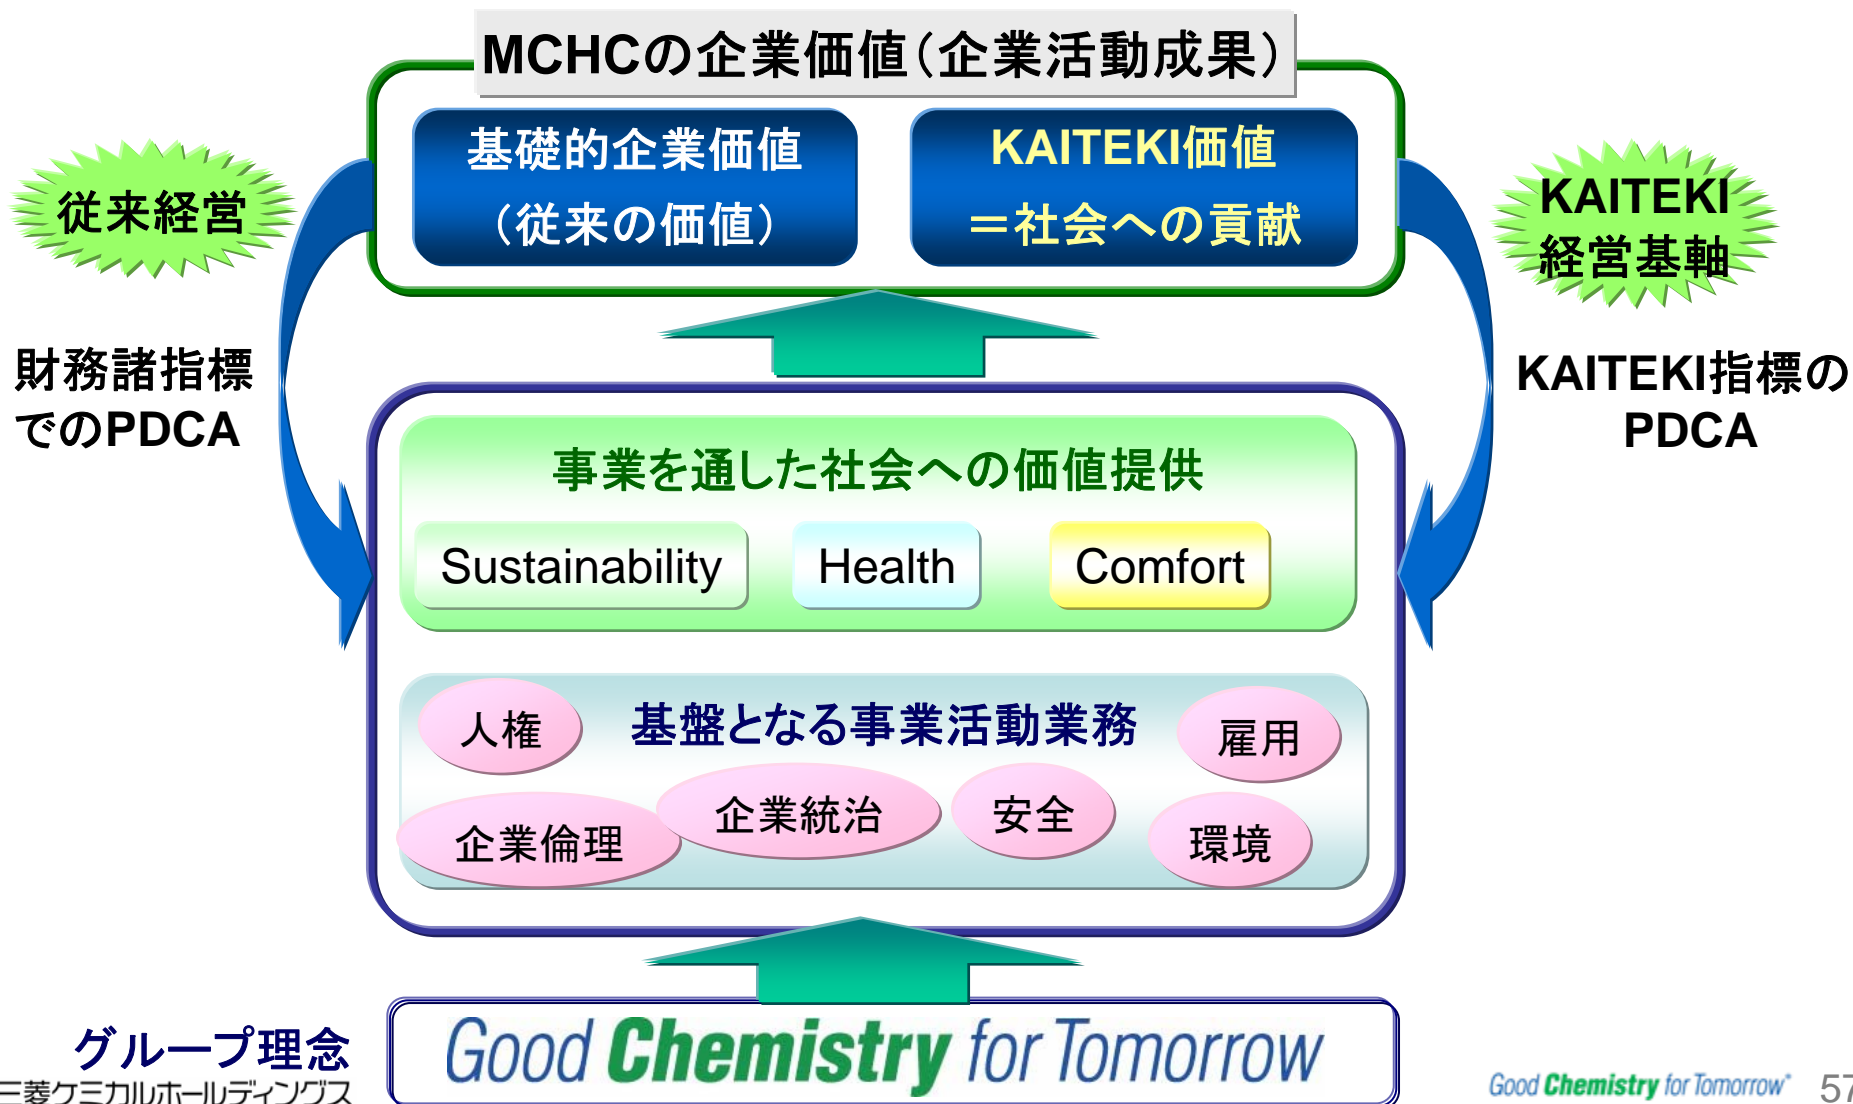 MCHCの企業価値（企業活動成果）
基礎的企業価値
（従来の価値）
KAITEKI価値
＝社会への貢献
従来経営
KAITEKI
経営基軸
財務諸指標
でのPDCA
KAITEKI指標の
PDCA
事業を通した社会への価値提供
Sustainability
Health
Comfort
基盤となる事業活動業務
人権
雇用
企業統治
安全
企業倫理
環境
グループ理念
三菱ケミカルホールディングス
Good Chemistry for Tomorrow
Good Chemistry for Tomorrow
57